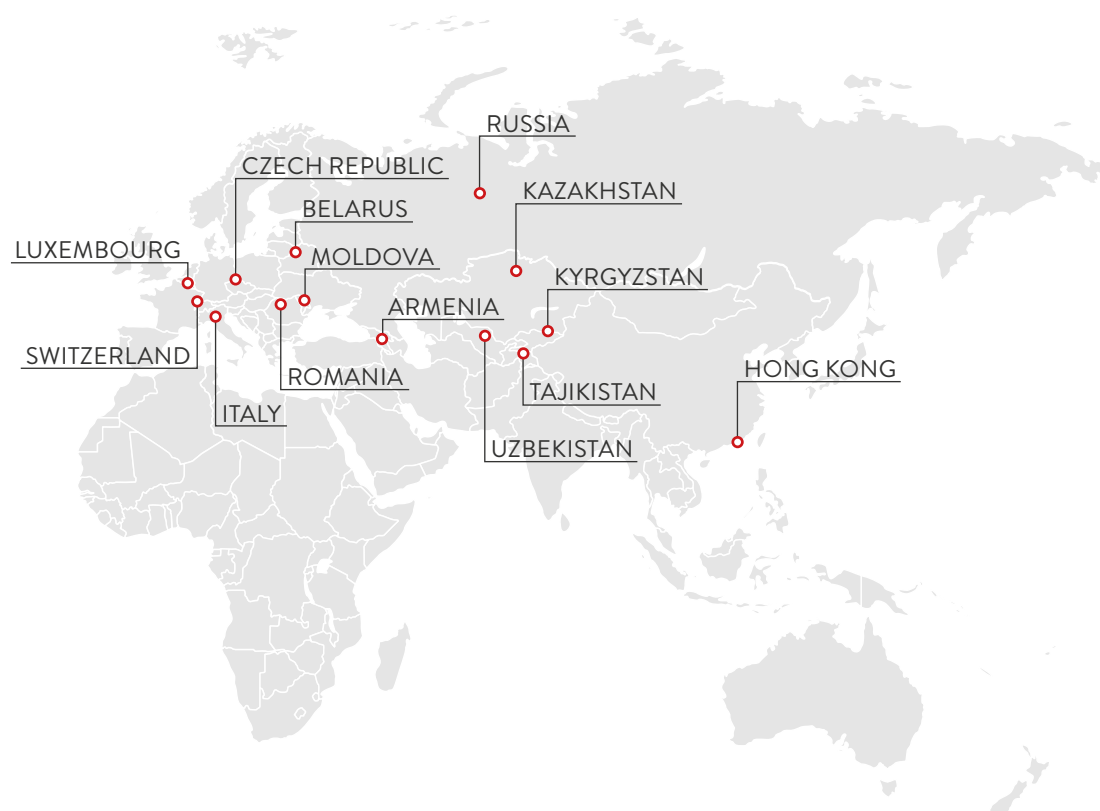 RUSSIA
CZECH REPUBLIC
KAZAKHSTAN
BELARUS
LUXEMBOURG
MOLDOVA
KYRGYZSTAN
ARMENIA
SWITZERLAND
HONG KONG
ROMANIA
TAJIKISTAN
ITALY
UZBEKISTAN